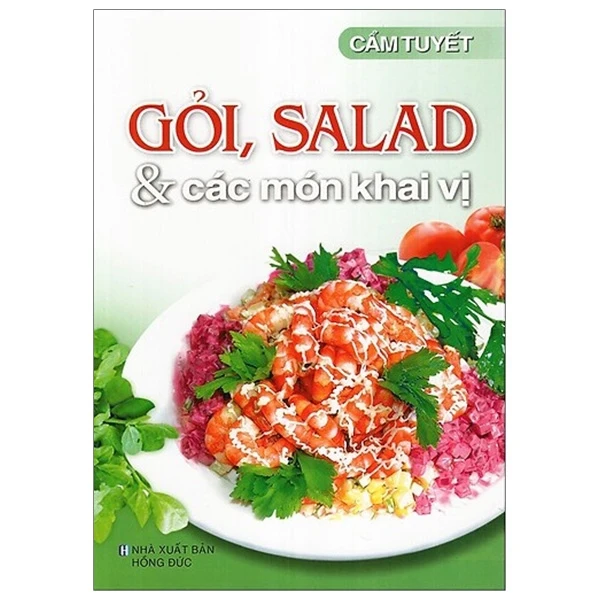 CẨM TUYẾT
GỎI, SALAD
& các món khai vị
NHÀ XUẤT BẢN
HỒNG ĐỨC